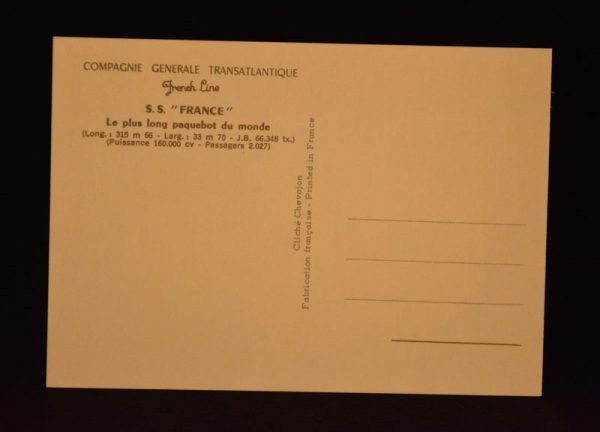 COMPAGNIE GENERALE TRANSATLANTIQUE
French Line
S. S. "FRANCE"
Le plus long paquebot du monde
(Long. : 315 m 66 - Larg. : 33 m 70 - J.B. 66.348 tx.)
(Puissance 160.000 cv - Passagers 2.027)
Cliché Chevojon
Fabrication française - Printed in France